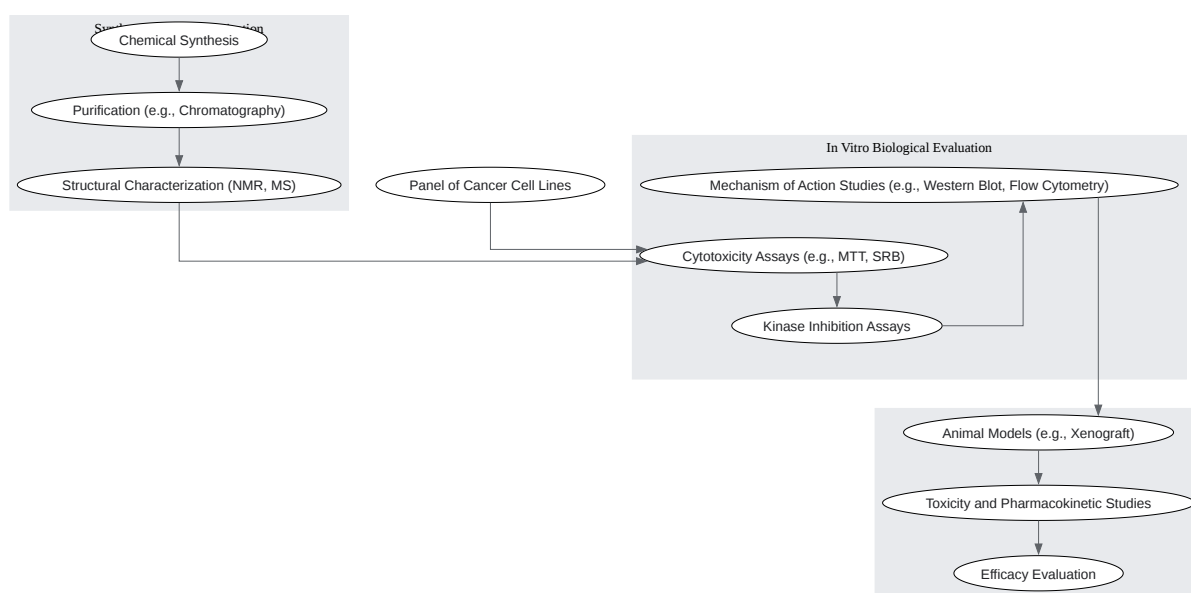 Chemical Synthesis
Purification (e.g., Chromatography)
Structural Characterization (NMR, MS)
Panel of Cancer Cell Lines
In Vitro Biological Evaluation
Mechanism of Action Studies (e.g., Western Blot, Flow Cytometry)
Cytotoxicity Assays (e.g., MTT, SRB)
Kinase Inhibition Assays
Animal Models (e.g., Xenograft)
Toxicity and Pharmacokinetic Studies
Efficacy Evaluation